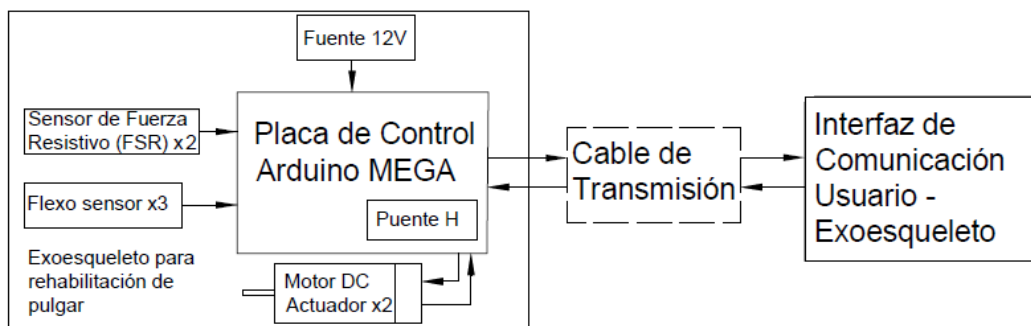 Fuente 12V
Sensor de Fuerza
Resistivo (FSR) x2
Placa de Control
Arduino MEGA
Flexo sensor x3
Puente H
Exoesqueleto para
rehabilitación de
pulgar
Motor DC
Actuador x2
Cable de
Transmisión
Interfaz de
Comunicación
Usuario -
Exoesqueleto